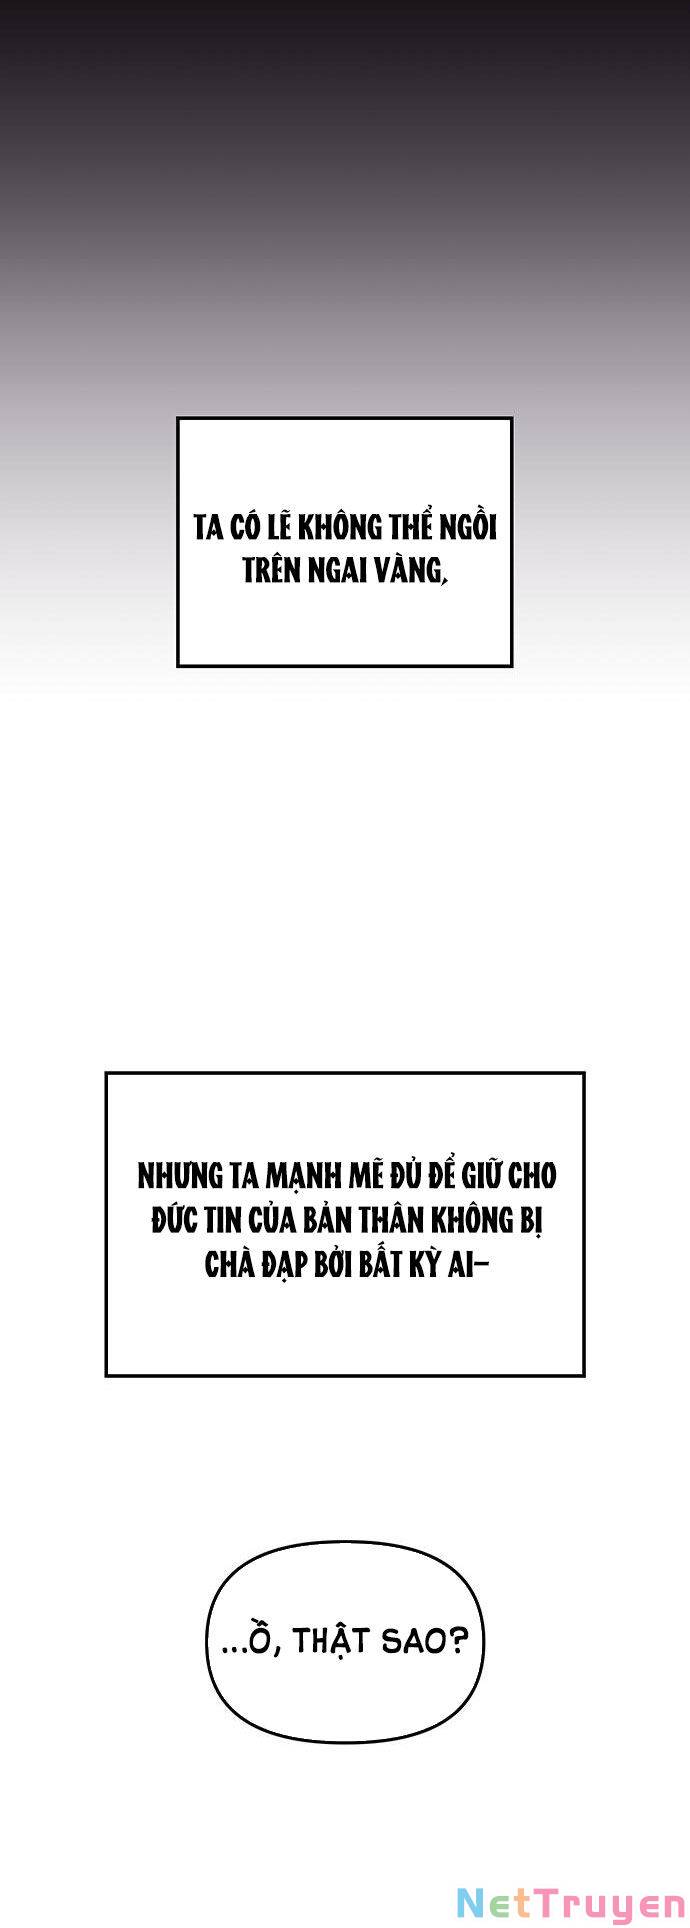 TA CÓ LẼ KHÔNG THỂ NGỒI
TRÊN NGAI VÀNG,
NHƯNG TA MẠNH MẼ ĐỦ ĐỂ GIỮ CHO
ĐỨC TIN CỦA BẢN THÂN KHÔNG BỊ
CHÀ ĐẠP BỞI BẤT KỲ AI-
...Ồ, THẬT SAO?
NetTruyen